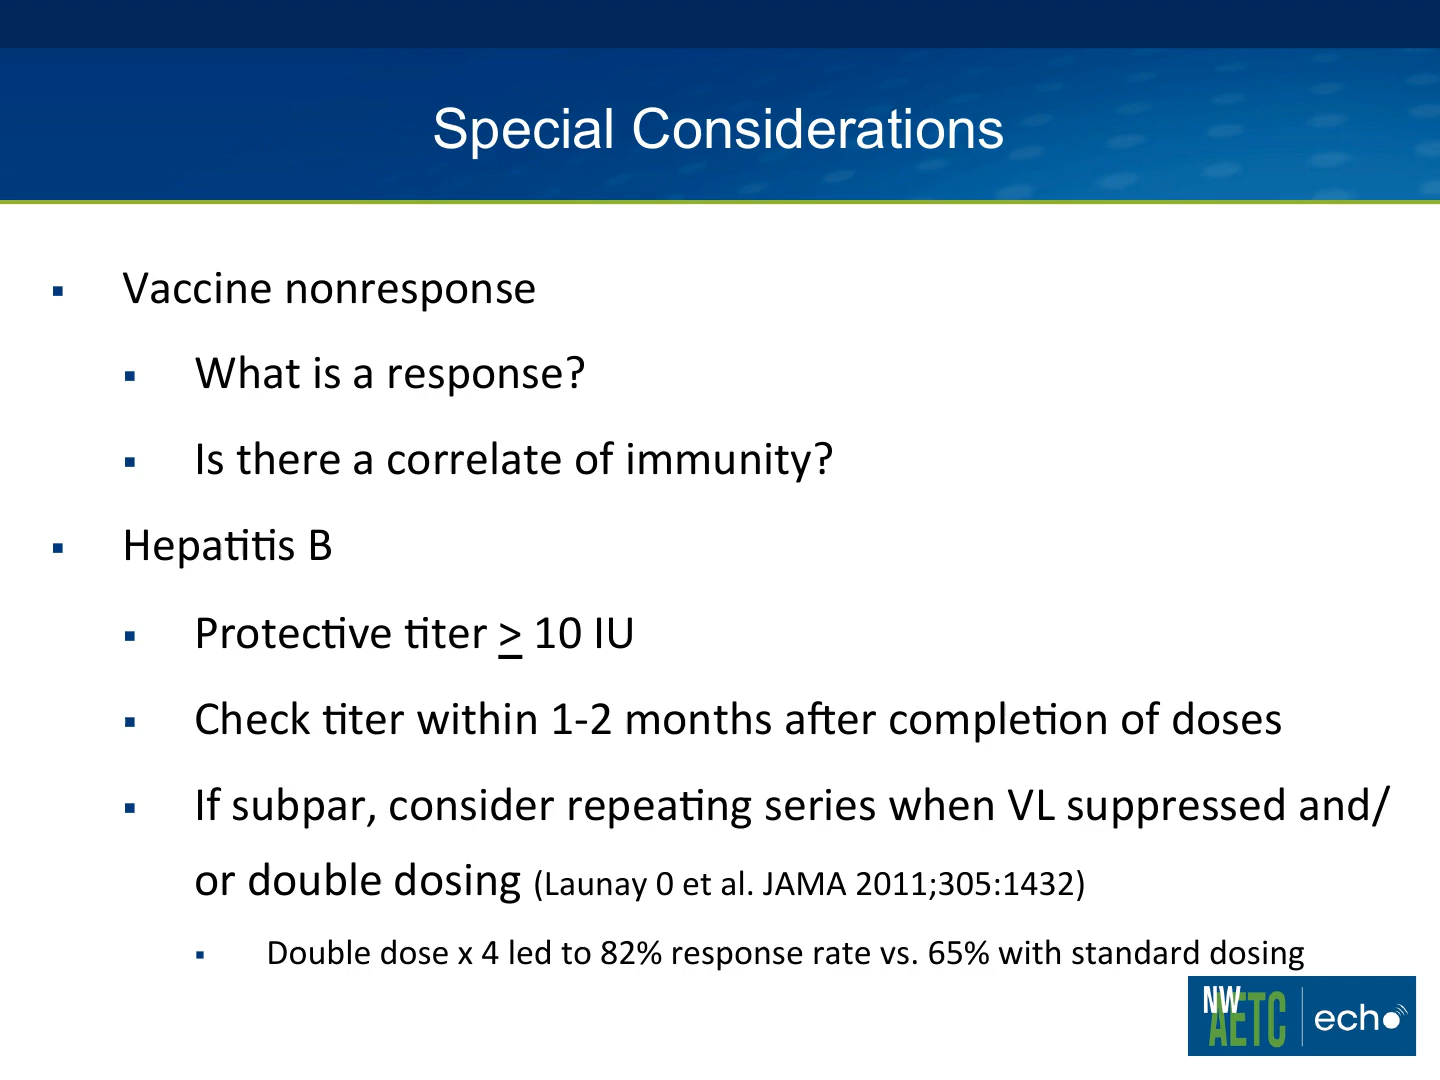 Special Considerations
▪ Vaccine nonresponse
▪ What is a response?
▪ Is there a correlate of immunity?
▪ Hepatitis B
▪ Protective titer > 10 IU
▪ Check titer within 1-2 months after completion of doses
▪ If subpar, consider repeating series when VL suppressed and/
or double dosing (Launay 0 et al. JAMA 2011;305:1432)
▪ Double dose x 4 led to 82% response rate vs. 65% with standard dosing
NW
AETC
echo